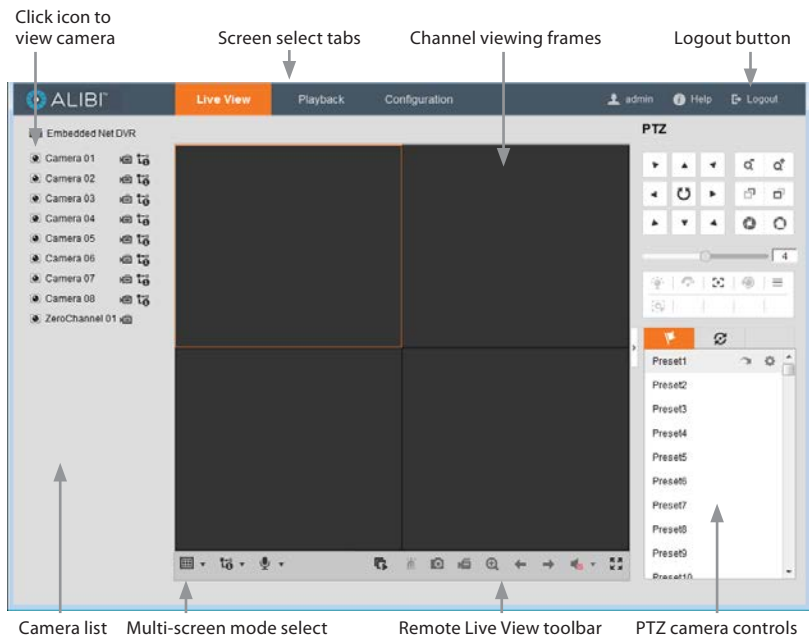 Click icon to
view camera
Screen select tabs
Channel viewing frames
Logout button
ALIBI™
Live View
Playback
Configuration
admin
Help
Logout
Embedded Net DVR
Camera 01
Camera 02
Camera 03
Camera 04
Camera 05
Camera 06
Camera 07
Camera 08
ZeroChannel 01
PTZ
4
Preset1
Preset2
Preset3
Preset4
Preset5
Preset6
Preset7
Preset8
Preset9
Preset10
Camera list
Multi-screen mode select
Remote Live View toolbar
PTZ camera controls